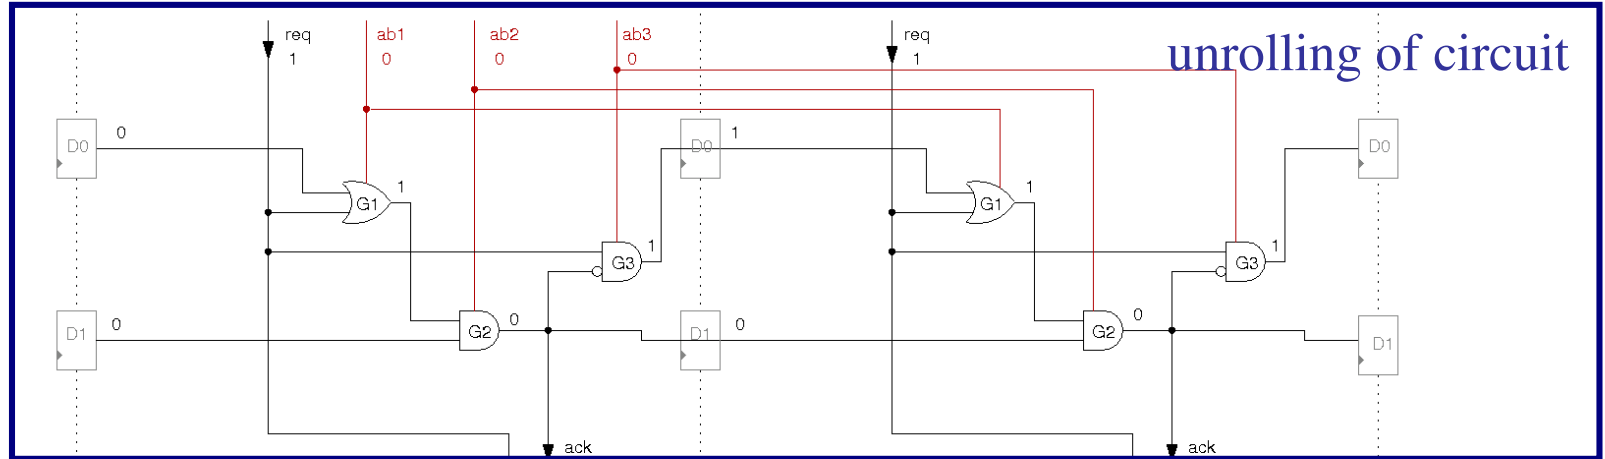 req ab1 ab2 ab3 req unrolling of circuit
1 0 0 0 1
D0 0 D0 1 D0
G1 1 G1 1
G3 1 G3 1
D1 0 G2 0 D1 0 G2 0 D1
ack ack